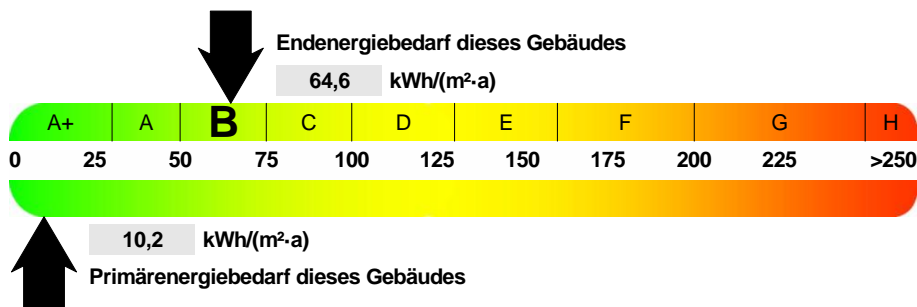 Endenergiebedarf dieses Gebäudes
64,6 kWh/(m²·a)
A+ A B C D E F G H
0 25 50 75 100 125 150 175 200 225 >250
10,2 kWh/(m²·a)
Primärenergiebedarf dieses Gebäudes